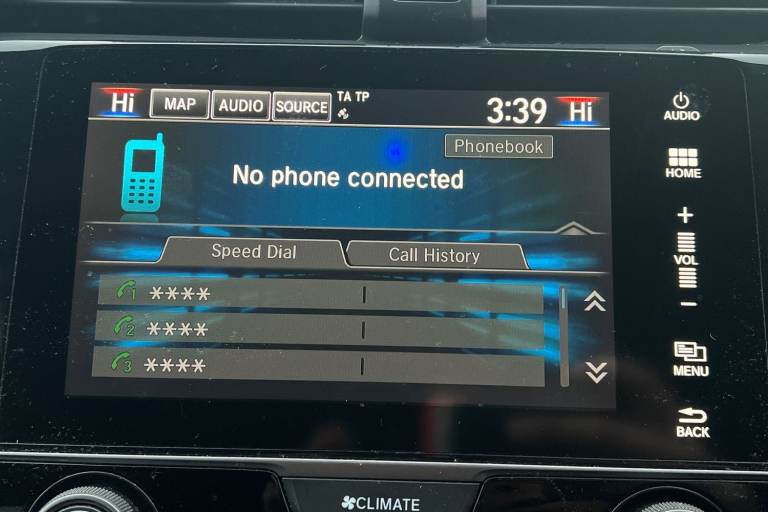 Hi MAP AUDIO SOURCE TA TP 3:39 Hi
Phonebook
No phone connected
Speed Dial Call History
1 ****
2 ****
3 ****
AUDIO
HOME
+
VOL
−
MENU
BACK
CLIMATE